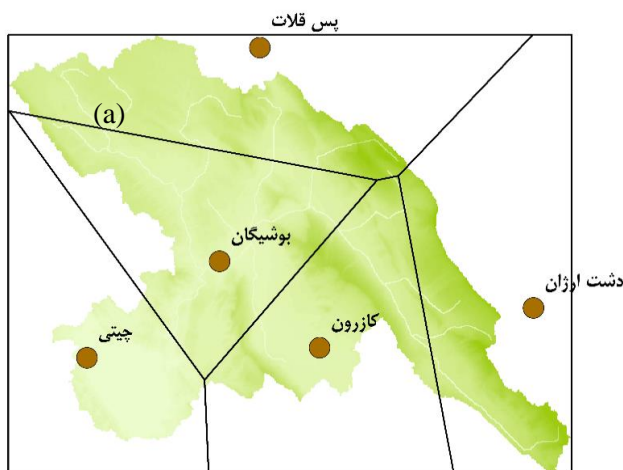 پس قلات
(a)
بوشیگان
دشت ارژان
کازرون
چیتی